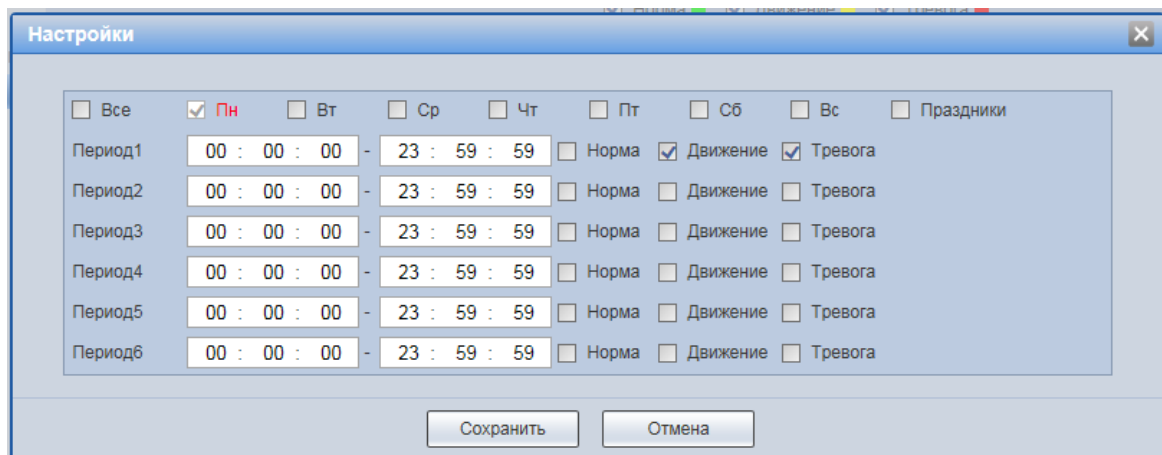 Норма Движение Тревога
Настройки
Все Пн Вт Ср Чт Пт Сб Вс Праздники
Период1 00 : 00 : 00 - 23 : 59 : 59 Норма Движение Тревога
Период2 00 : 00 : 00 - 23 : 59 : 59 Норма Движение Тревога
Период3 00 : 00 : 00 - 23 : 59 : 59 Норма Движение Тревога
Период4 00 : 00 : 00 - 23 : 59 : 59 Норма Движение Тревога
Период5 00 : 00 : 00 - 23 : 59 : 59 Норма Движение Тревога
Период6 00 : 00 : 00 - 23 : 59 : 59 Норма Движение Тревога
Сохранить Отмена